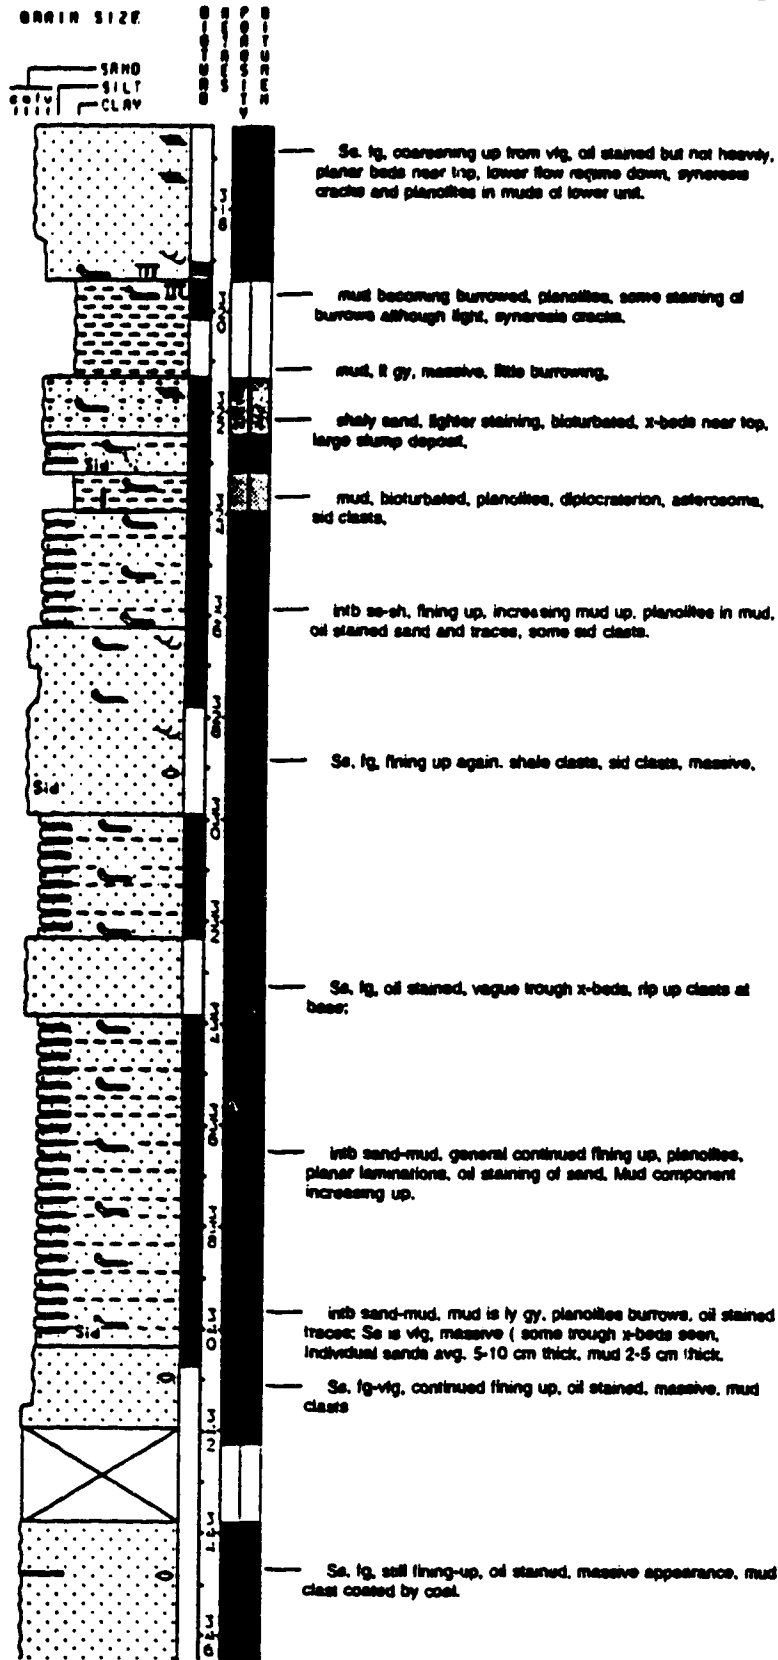 GRAIN SIZE
BIOTURB
METRES
POROSITY
BITUMEN
SAND
SILT
CLAY
Ss, fg, coarsening up from vfg, oil stained but not heavily,
planar beds near top, lower flow regime down, syneresis
cracks and planolites in muds of lower unit.
mud becoming burrowed, planolites, some staining of
burrows although light, syneresis cracks.
mud, lt gy, massive, little burrowing,
shaly sand, lighter staining, bioturbated, x-beds near top,
large slump deposit,
Sid
mud, bioturbated, planolites, diplocraterion, asterosoma,
sid clasts,
intb ss-sh, fining up, increasing mud up, planolites in mud,
oil stained sand and traces, some sid clasts.
Ss, fg, fining up again. shale clasts, sid clasts, massive,
Sid
Ss, fg, oil stained, vague trough x-beds, rip up clasts at
base;
intb sand-mud, general continued fining up, planolites,
planar laminations, oil staining of sand. Mud component
increasing up.
intb sand-mud, mud is ly gy, planolites burrows, oil stained
traces; Ss is vfg, massive ( some trough x-beds seen,
Individual sands avg. 5-10 cm thick, mud 2-5 cm thick.
Sid
Ss, fg-vfg, continued fining up, oil stained, massive, mud
clasts
Ss, fg, still fining-up, oil stained, massive appearance, mud
clast coated by coal.